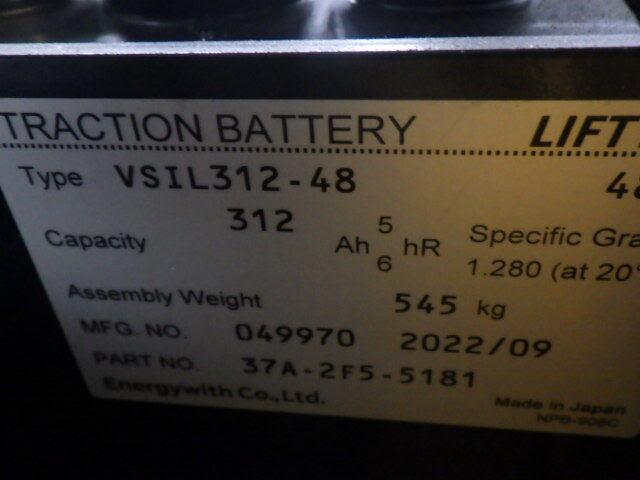 TRACTION BATTERY LIFT
Type VSIL312-48 48
Capacity 312 Ah 5 hR Specific Gra
6 1.280 (at 20°
Assembly Weight 545 kg
MFG. NO. 049970 2022/09
PART NO. 37A-2F5-5181
Energywith Co.,Ltd.
Made in Japan
NPB-908C